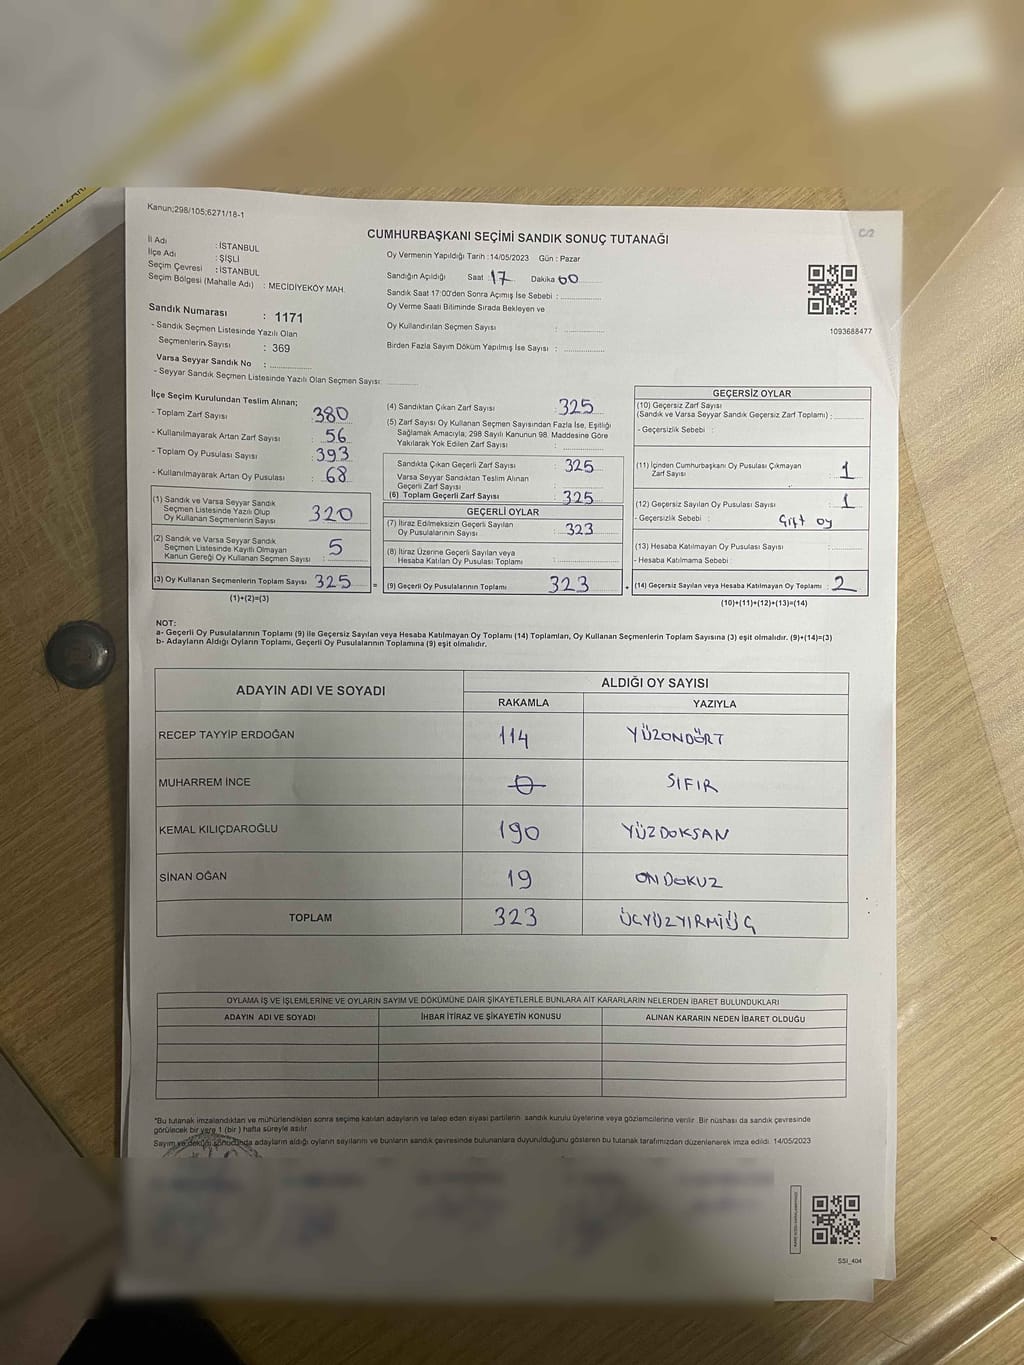 Kanun;298/105;6271/18-1
C/2
CUMHURBAŞKANI SEÇİMİ SANDIK SONUÇ TUTANAĞI
İl Adı : İSTANBUL
İlçe Adı : ŞİŞLİ
Seçim Çevresi : İSTANBUL
Seçim Bölgesi (Mahalle Adı) : MECİDİYEKÖY MAH.
Oy Vermenin Yapıldığı Tarih :14/05/2023 Gün : Pazar
Sandığın Açıldığı Saat :17 Dakika 00
Sandık Saat 17:00'den Sonra Açımış İse Sebebi :
Oy Verme Saati Bitiminde Sırada Bekleyen ve
Oy Kullandırılan Seçmen Sayısı :
Birden Fazla Sayım Döküm Yapılmış İse Sayısı :
1093688477
Sandık Numarası : 1171
- Sandık Seçmen Listesinde Yazılı Olan
Seçmenlerin Sayısı : 369
Varsa Seyyar Sandık No :
- Seyyar Sandık Seçmen Listesinde Yazılı Olan Seçmen Sayısı:
İlçe Seçim Kurulundan Teslim Alınan;
- Toplam Zarf Sayısı : 380
- Kullanılmayarak Artan Zarf Sayısı : 56
- Toplam Oy Pusulası Sayısı : 393
- Kullanılmayarak Artan Oy Pusulası : 68
(1) Sandık ve Varsa Seyyar Sandık
Seçmen Listesinde Yazılı Olup
Oy Kullanan Seçmenlerin Sayısı : 320
(2) Sandık ve Varsa Seyyar Sandık
Seçmen Listesinde Kayıtlı Olmayan
Kanun Gereği Oy Kullanan Seçmen Sayısı : 5
(3) Oy Kullanan Seçmenlerin Toplam Sayısı : 325
(1)+(2)=(3)
=
(4) Sandıktan Çıkan Zarf Sayısı : 325
(5) Zarf Sayısı Oy Kullanan Seçmen Sayısından Fazla İse, Eşitliği
Sağlamak Amacıyla; 298 Sayılı Kanunun 98. Maddesine Göre
Yakılarak Yok Edilen Zarf Sayısı :
Sandıkta Çıkan Geçerli Zarf Sayısı : 325
Varsa Seyyar Sandıktan Teslim Alınan
Geçerli Zarf Sayısı :
(6) Toplam Geçerli Zarf Sayısı : 325
GEÇERLİ OYLAR
(7) İtiraz Edilmeksizin Geçerli Sayılan
Oy Pusulalarının Sayısı : 323
(8) İtiraz Üzerine Geçerli Sayılan veya
Hesaba Katılan Oy Pusulası Toplamı :
(9) Geçerli Oy Pusulalarının Toplamı : 323
GEÇERSİZ OYLAR
(10) Geçersiz Zarf Sayısı
(Sandık ve Varsa Seyyar Sandık Geçersiz Zarf Toplamı) :
- Geçersizlik Sebebi :
(11) İçinden Cumhurbaşkanı Oy Pusulası Çıkmayan
Zarf Sayısı : 1
(12) Geçersiz Sayılan Oy Pusulası Sayısı : 1
- Geçersizlik Sebebi : Çift oy
(13) Hesaba Katılmayan Oy Pusulası Sayısı :
- Hesaba Katılmama Sebebi :
(14) Geçersiz Sayılan veya Hesaba Katılmayan Oy Toplamı : 2
(10)+(11)+(12)+(13)=(14)
NOT:
a- Geçerli Oy Pusulalarının Toplamı (9) ile Geçersiz Sayılan veya Hesaba Katılmayan Oy Toplamı (14) Toplamları, Oy Kullanan Seçmenlerin Toplam Sayısına (3) eşit olmalıdır. (9)+(14)=(3)
b- Adayların Aldığı Oyların Toplamı, Geçerli Oy Pusulalarının Toplamına (9) eşit olmalıdır.
ADAYIN ADI VE SOYADI ALDIĞI OY SAYISI
RAKAMLA YAZIYLA
RECEP TAYYİP ERDOĞAN 114 YÜZONDÖRT
MUHARREM İNCE 0 SIFIR
KEMAL KILIÇDAROĞLU 190 YÜZDOKSAN
SİNAN OĞAN 19 ONDOKUZ
TOPLAM 323 ÜÇYÜZYİRMİÜÇ
OYLAMA İŞ VE İŞLEMLERİNE VE OYLARIN SAYIM VE DÖKÜMÜNE DAİR ŞİKAYETLERLE BUNLARA AİT KARARLARIN NELERDEN İBARET BULUNDUKLARI
ADAYIN ADI VE SOYADI İHBAR İTİRAZ VE ŞİKAYETİN KONUSU ALINAN KARARIN NEDEN İBARET OLDUĞU
*Bu tutanak imzalandıktan ve mühürlendikten sonra seçime katılan adayların ve talep eden siyasi partilerin sandık kurulu üyelerine veya gözlemcilerine verilir. Bir nüshası da sandık çevresinde
görülecek bir yere 1 (bir) hafta süreyle asılır.
Sayım ve döküm sonucunda adayların aldığı oyların sayılarını ve bunların sandık çevresinde bulunanlara duyurulduğunu gösteren bu tutanak tarafımızdan düzenlenerek imza edildi. 14/05/2023
SSI_404